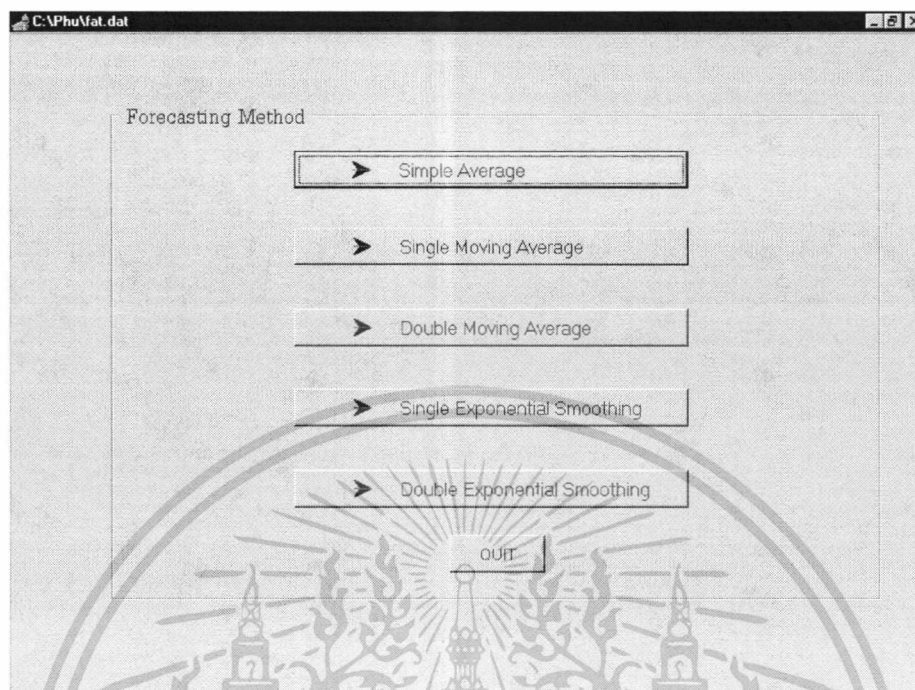 C:\Phu\fat.dat
Forecasting Method
Simple Average
Single Moving Average
Double Moving Average
Single Exponential Smoothing
Double Exponential Smoothing
QUIT